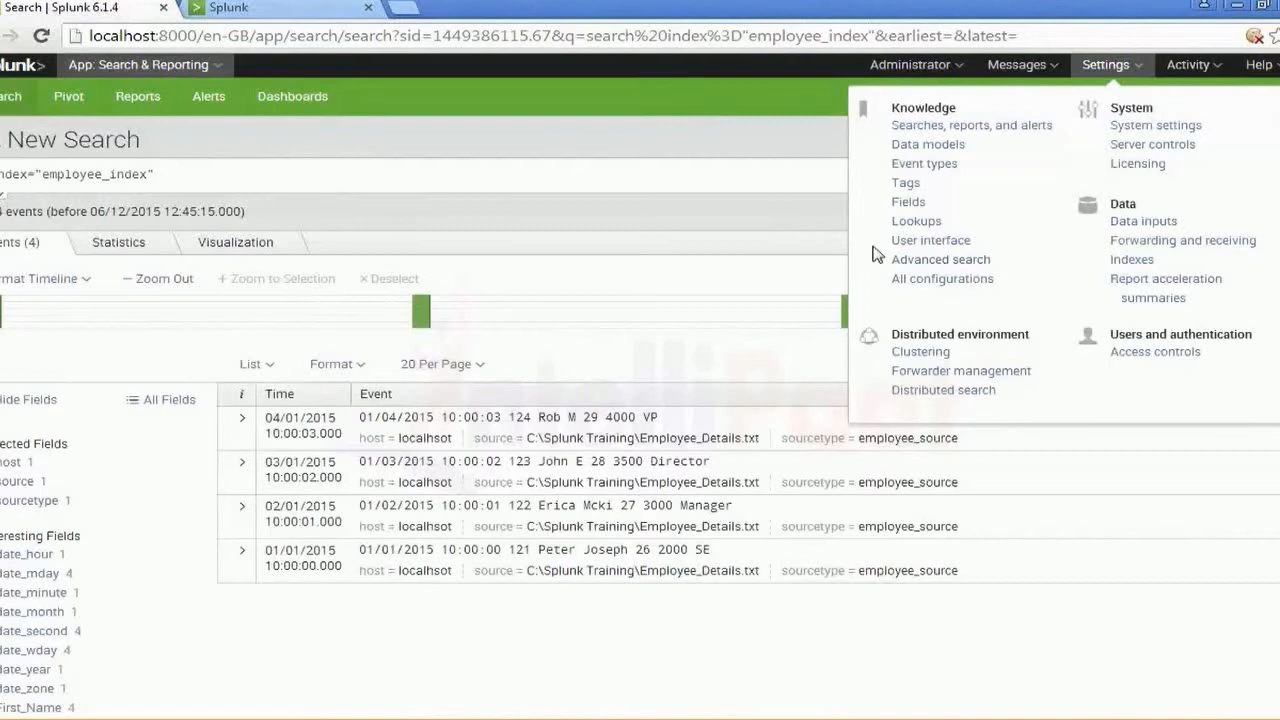 Search | Splunk 6.1.4
Splunk
localhost:8000/en-GB/app/search/search?sid=1449386115.67&q=search%20index%3D"employee_index"&earliest=&latest=
lunk> App: Search & Reporting Administrator Messages Settings Activity Help
arch Pivot Reports Alerts Dashboards
New Search
ndex="employee_index"
4 events (before 06/12/2015 12:45:15.000)
ents (4) Statistics Visualization
rmat Timeline – Zoom Out + Zoom to Selection × Deselect
List Format 20 Per Page
ide Fields All Fields
ected Fields
host 1
source 1
sourcetype 1
eresting Fields
date_hour 1
date_mday 4
date_minute 1
date_month 1
date_second 4
date_wday 4
date_year 1
date_zone 1
First_Name 4
i Time Event
04/01/2015 10:00:03.000
01/04/2015 10:00:03 124 Rob M 29 4000 VP
host = localhsot source = C:\Splunk Training\Employee_Details.txt sourcetype = employee_source
03/01/2015 10:00:02.000
01/03/2015 10:00:02 123 John E 28 3500 Director
host = localhsot source = C:\Splunk Training\Employee_Details.txt sourcetype = employee_source
02/01/2015 10:00:01.000
01/02/2015 10:00:01 122 Erica Mcki 27 3000 Manager
host = localhsot source = C:\Splunk Training\Employee_Details.txt sourcetype = employee_source
01/01/2015 10:00:00.000
01/01/2015 10:00:00 121 Peter Joseph 26 2000 SE
host = localhsot source = C:\Splunk Training\Employee_Details.txt sourcetype = employee_source
Knowledge
Searches, reports, and alerts
Data models
Event types
Tags
Fields
Lookups
User interface
Advanced search
All configurations
Distributed environment
Clustering
Forwarder management
Distributed search
System
System settings
Server controls
Licensing
Data
Data inputs
Forwarding and receiving
Indexes
Report acceleration
summaries
Users and authentication
Access controls